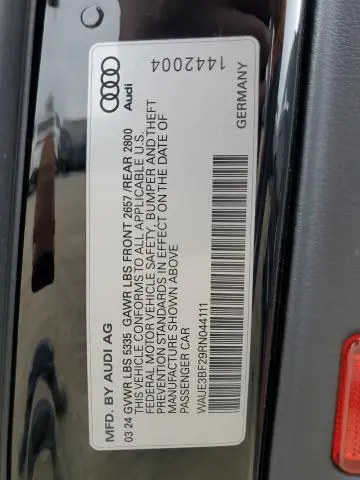 MFD. BY AUDI AG
03 24 GVWR LBS 5335 GAWR LBS FRONT 2657 /REAR 2800
THIS VEHICLE CONFORMS TO ALL APPLICABLE U.S.
FEDERAL MOTOR VEHICLE SAFETY, BUMPER AND THEFT
PREVENTION STANDARDS IN EFFECT ON THE DATE OF
MANUFACTURE SHOWN ABOVE
PASSENGER CAR
WAUE3BF29RN044111
Audi
1442004
GERMANY